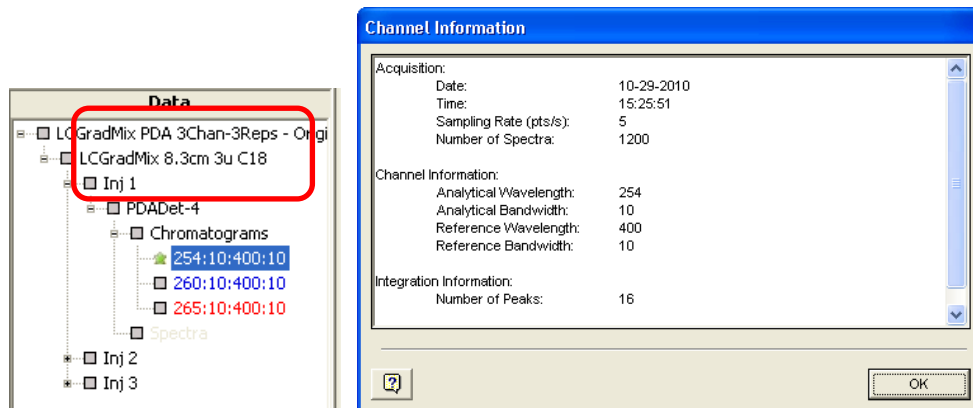 Data
LCGradMix PDA 3Chan-3Reps - Origi
LCGradMix 8.3cm 3u C18
Inj 1
PDADet-4
Chromatograms
254:10:400:10
260:10:400:10
265:10:400:10
Spectra
Inj 2
Inj 3
Channel Information
Acquisition:
Date: 10-29-2010
Time: 15:25:51
Sampling Rate (pts/s): 5
Number of Spectra: 1200
Channel Information:
Analytical Wavelength: 254
Analytical Bandwidth: 10
Reference Wavelength: 400
Reference Bandwidth: 10
Integration Information:
Number of Peaks: 16
OK